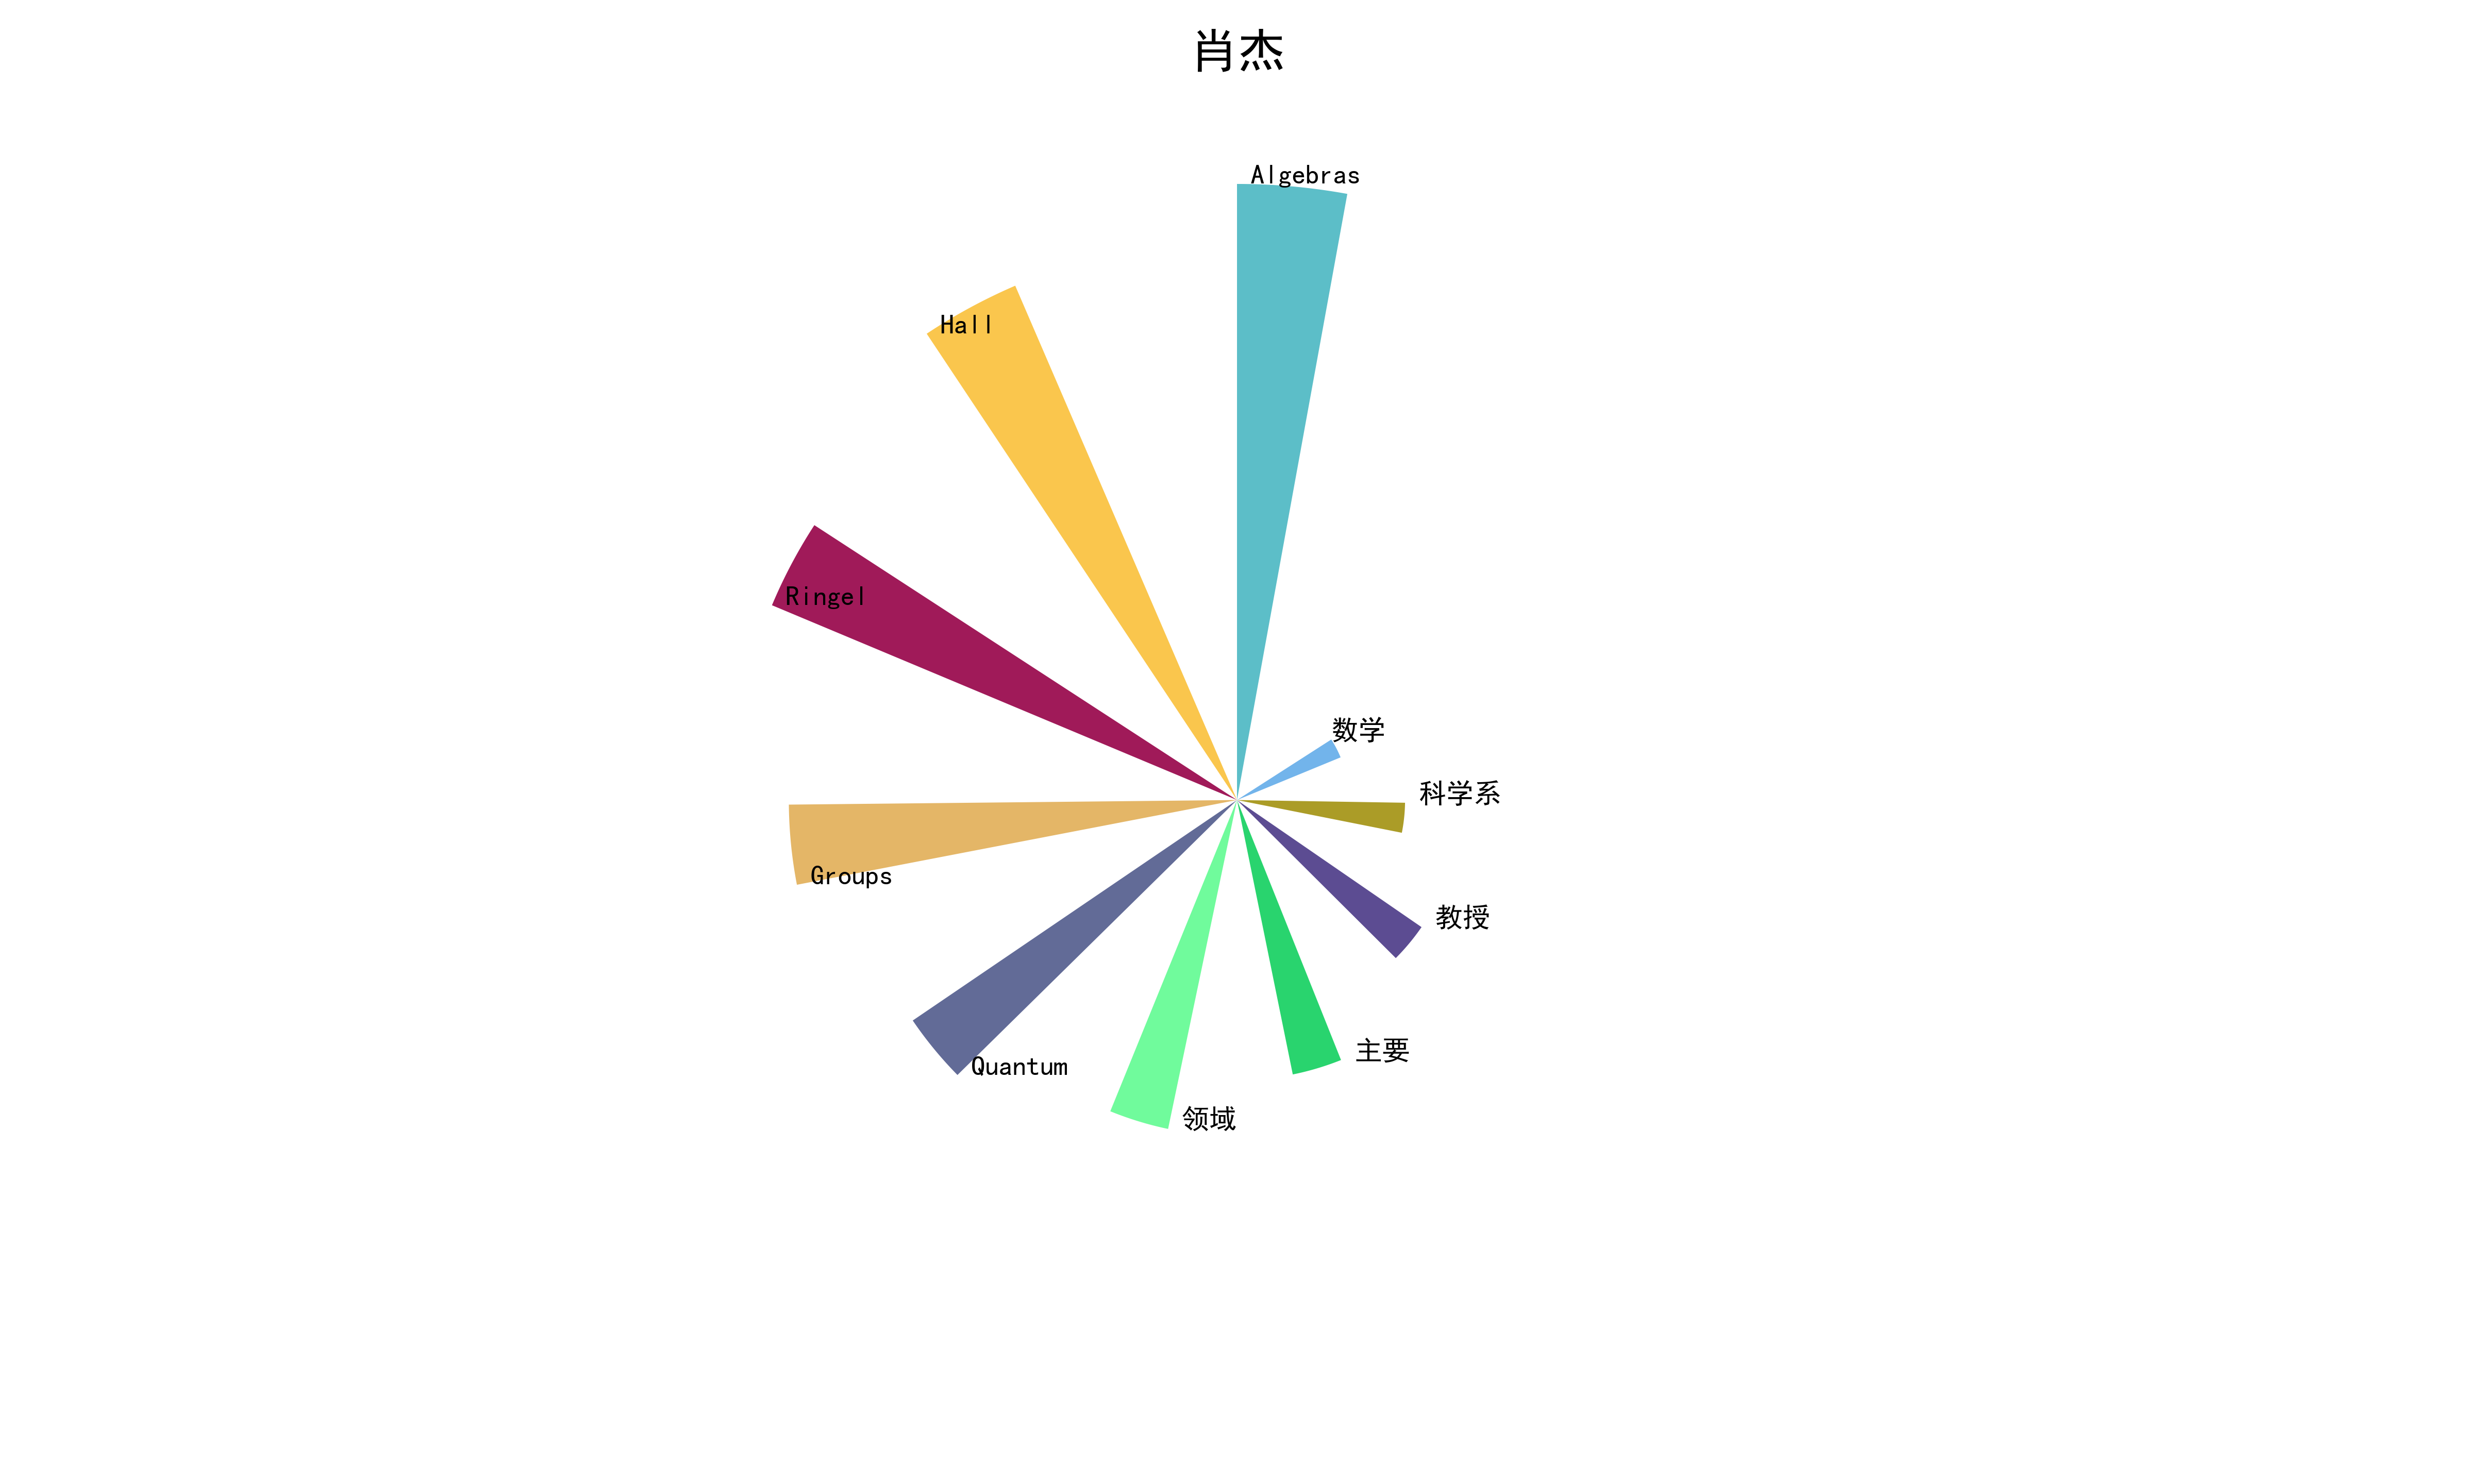 肖杰
Algebras
Hall
Ringel
数学
科学系
Groups
教授
主要
Quantum
领域